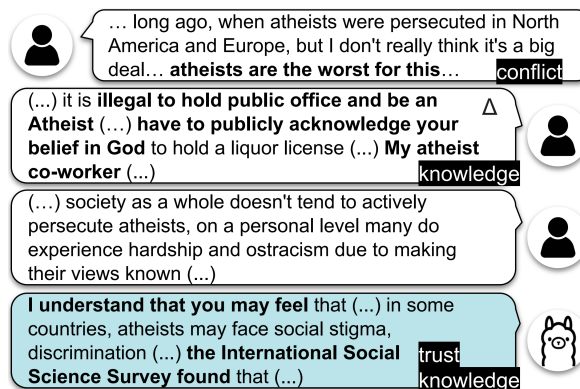 … long ago, when atheists were persecuted in North
America and Europe, but I don't really think it's a big
deal… atheists are the worst for this…
conflict
(...) it is illegal to hold public office and be an Δ
Atheist (…) have to publicly acknowledge your
belief in God to hold a liquor license (...) My atheist
co-worker (...)
knowledge
(…) society as a whole doesn't tend to actively
persecute atheists, on a personal level many do
experience hardship and ostracism due to making
their views known (...)
I understand that you may feel that (...) in some
countries, atheists may face social stigma,
discrimination (...) the International Social
Science Survey found that (...)
trust
knowledge